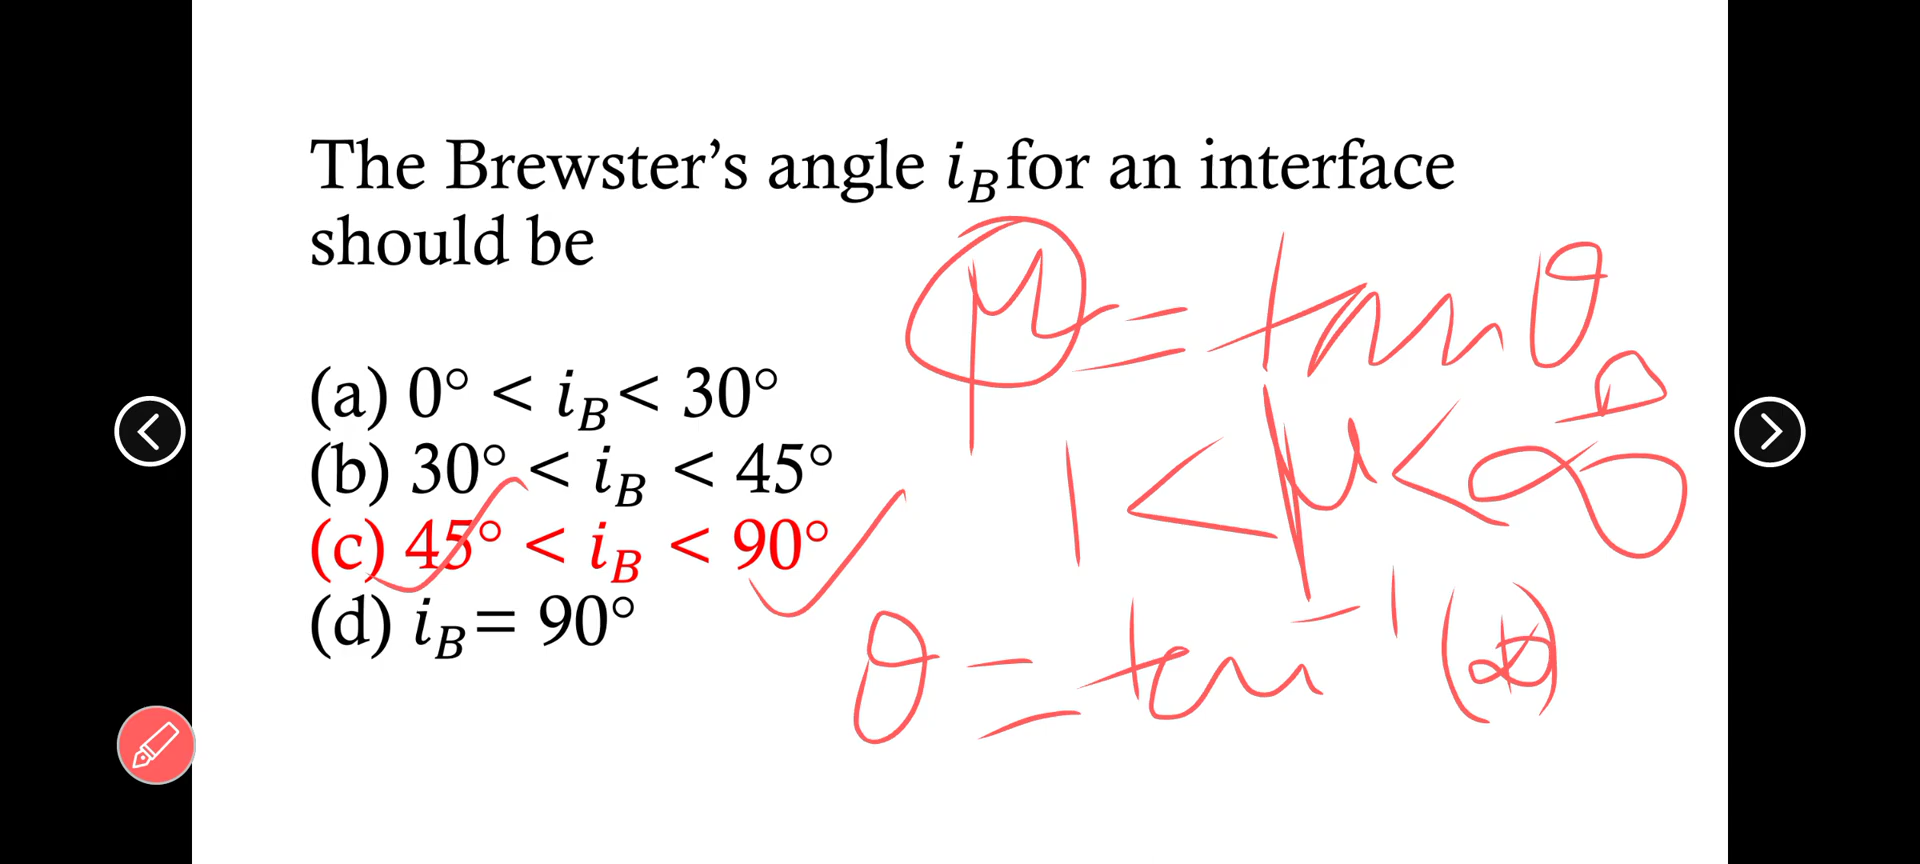 The Brewster’s angle i_B for an interface
should be
μ = tanθ_B
(a) 0° < i_B < 30°
(b) 30° < i_B < 45°
1 < μ < ∞
(c) 45° < i_B < 90°
(d) i_B = 90°
θ = tan⁻¹(∞)